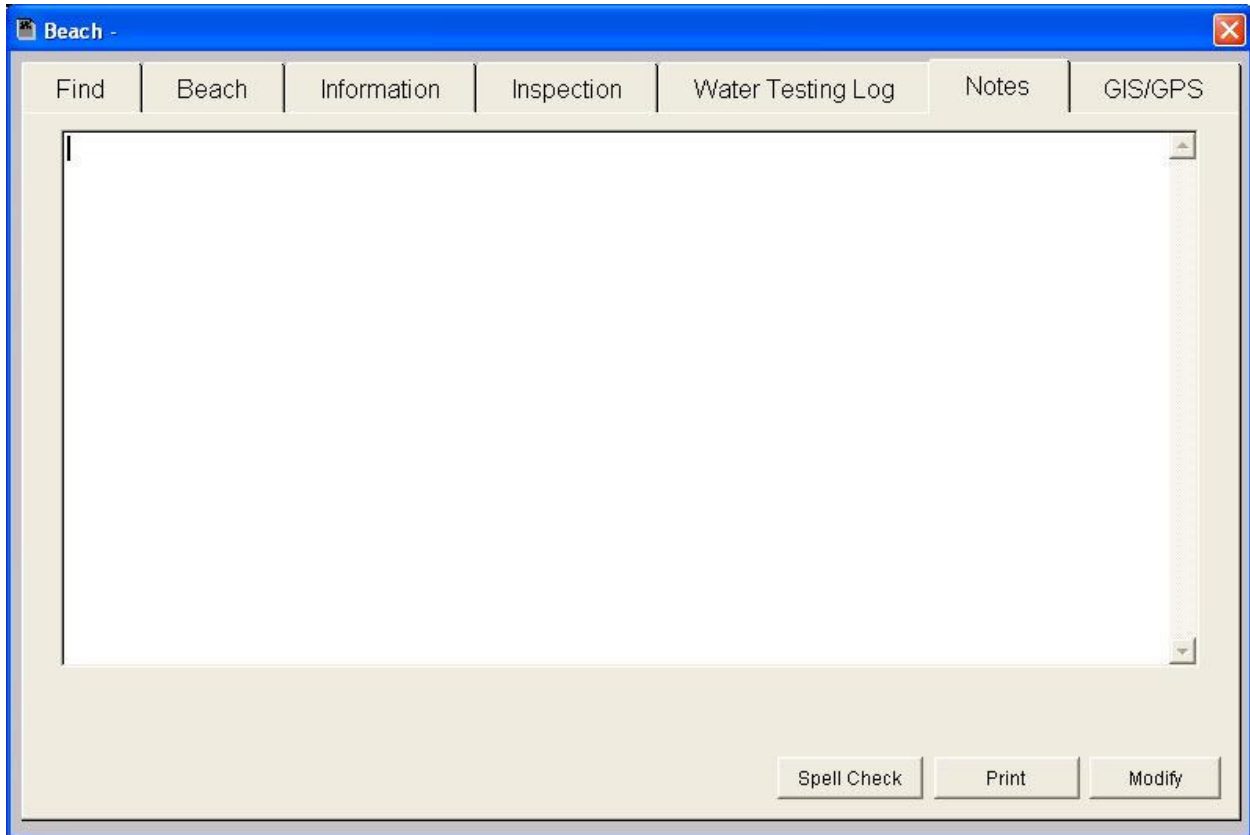 Beach -
Find Beach Information Inspection Water Testing Log Notes GIS/GPS
Spell Check Print Modify